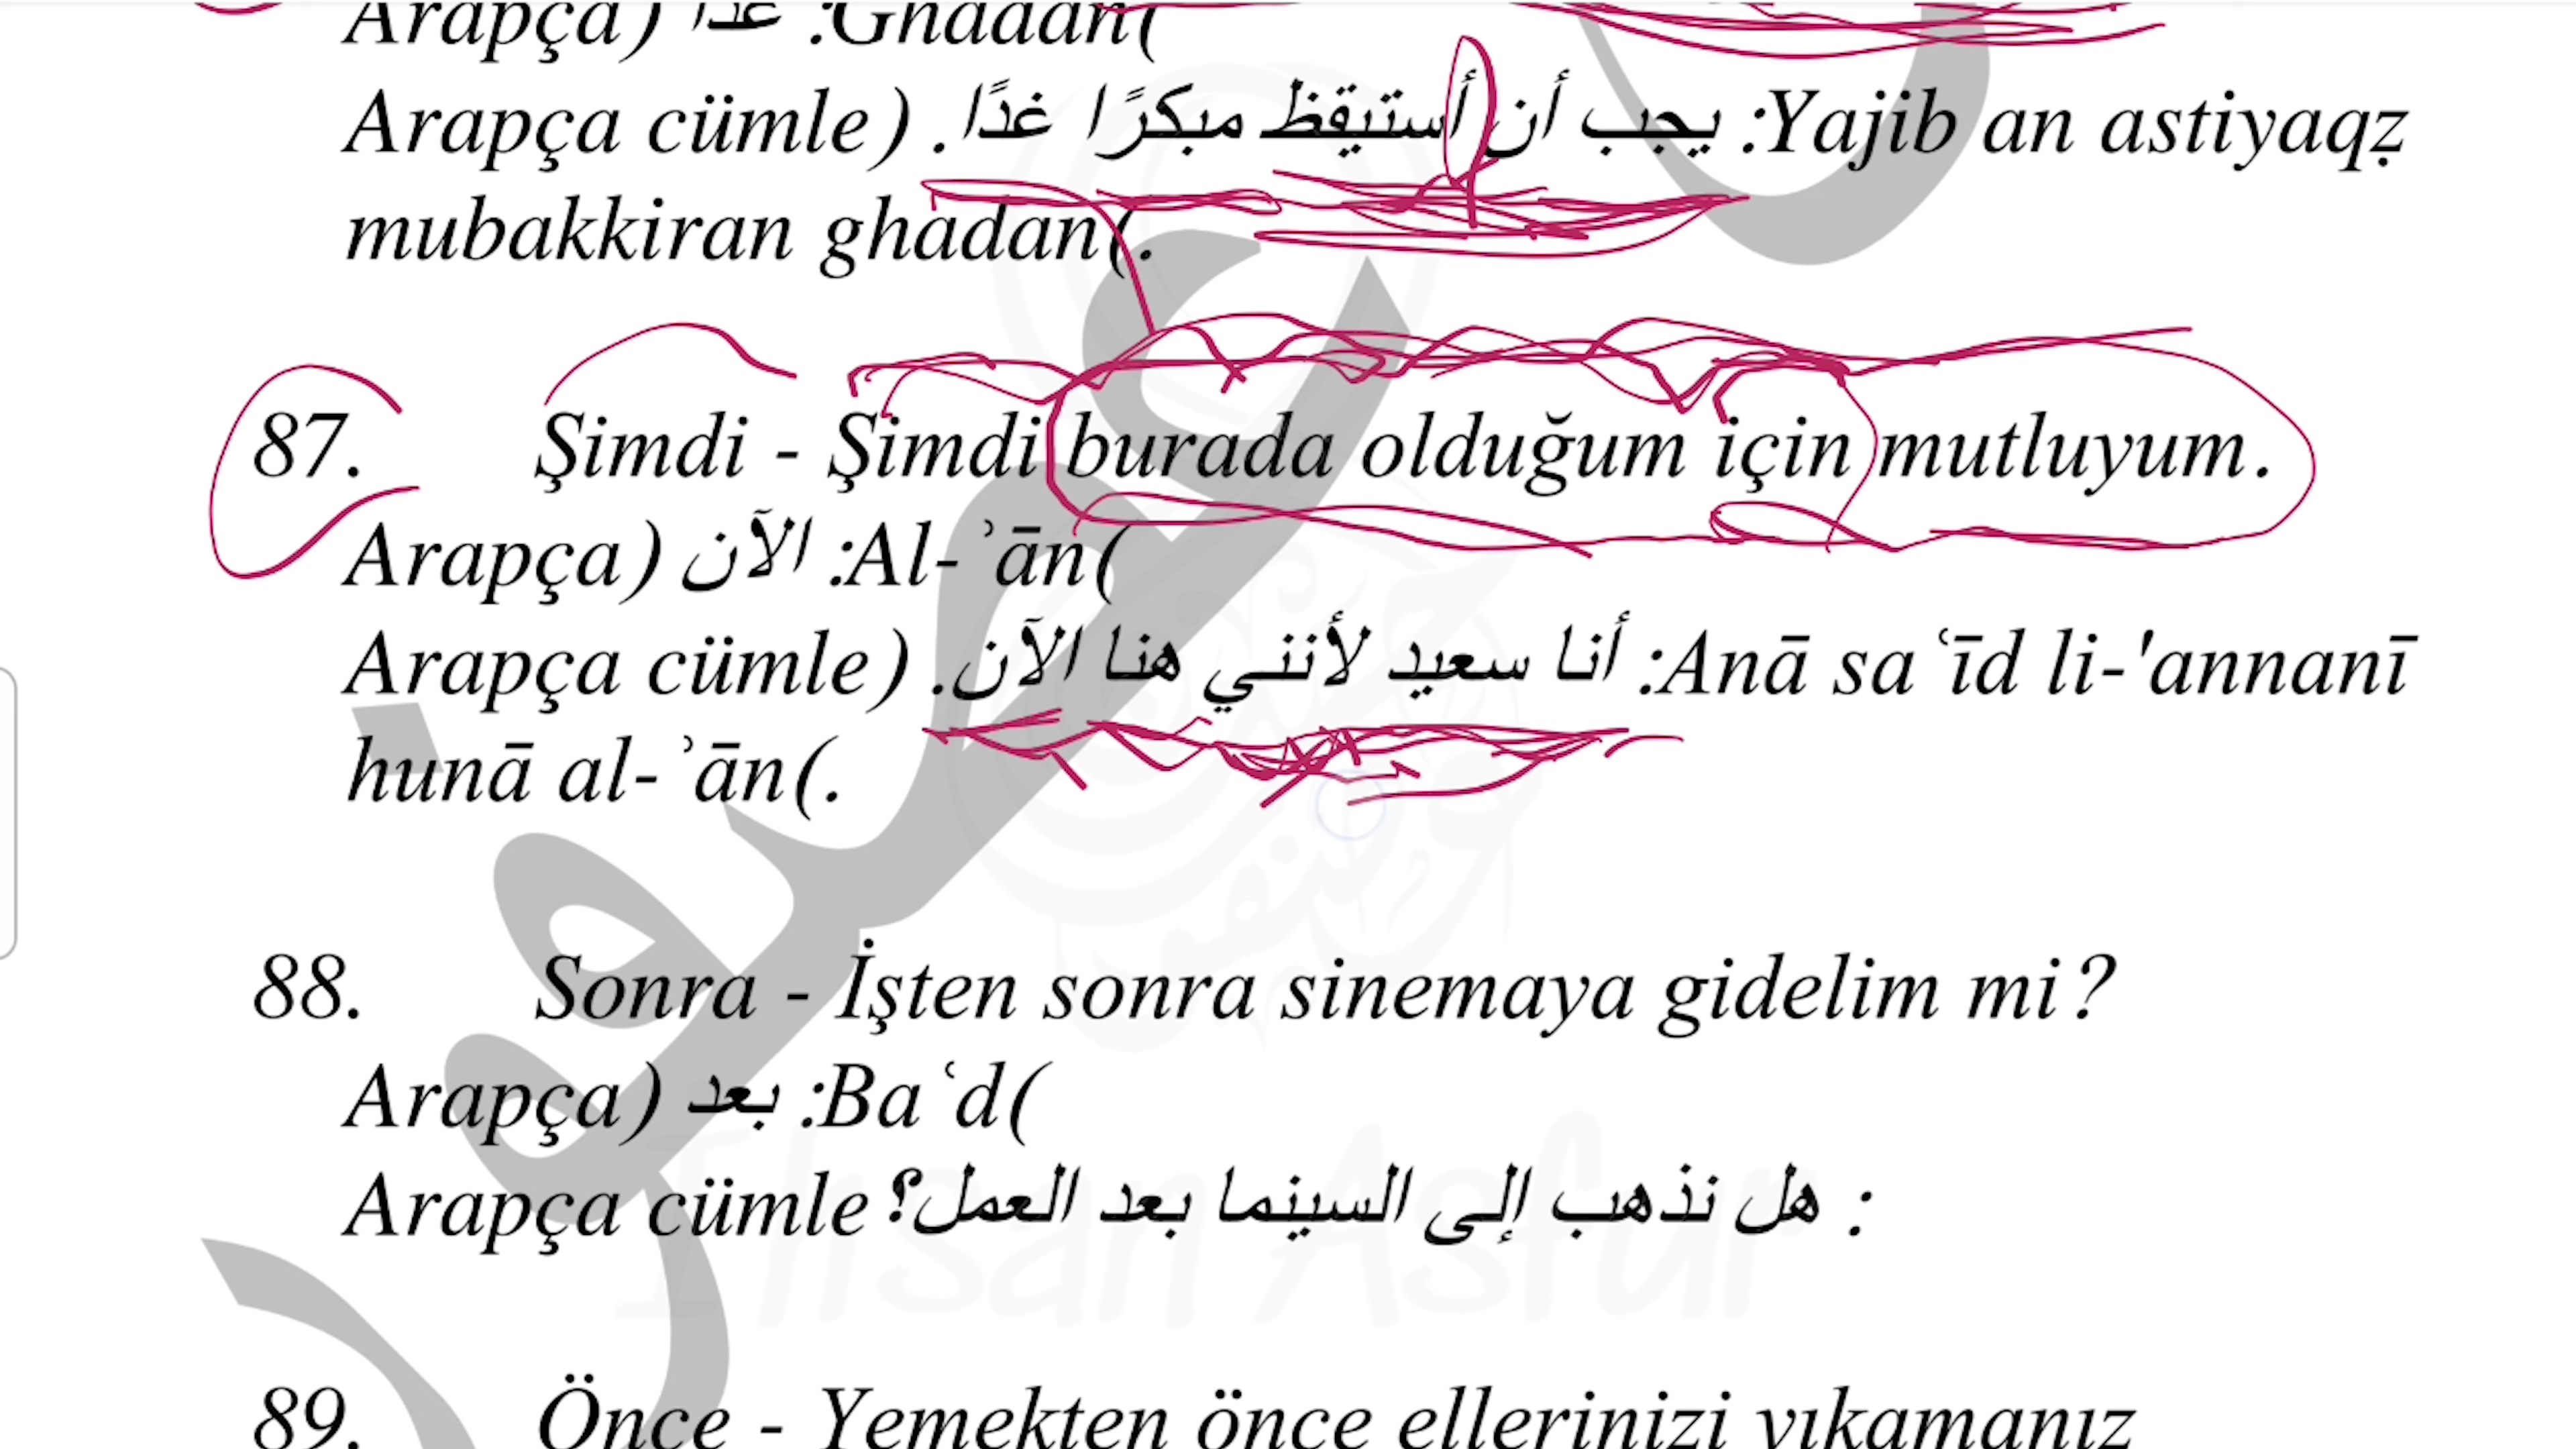 Arapça) غدًا :Ghadan(
Arapça cümle) يجب أن أستيقظ مبكرًا غدًا. :Yajib an astiyaqẓ
mubakkiran ghadan(.
87. Şimdi - Şimdi burada olduğum için mutluyum.
Arapça) الآن :Al-ʾān(
Arapça cümle) أنا سعيد لأنني هنا الآن. :Anā saʿīd li-'annanī
hunā al-ʾān(.
88. Sonra - İşten sonra sinemaya gidelim mi?
Arapça) بعد :Baʿd(
Arapça cümle هل نذهب إلى السينما بعد العمل؟ :
Ihsan Asfur
89. Önce - Yemekten önce ellerinizi yıkamanız